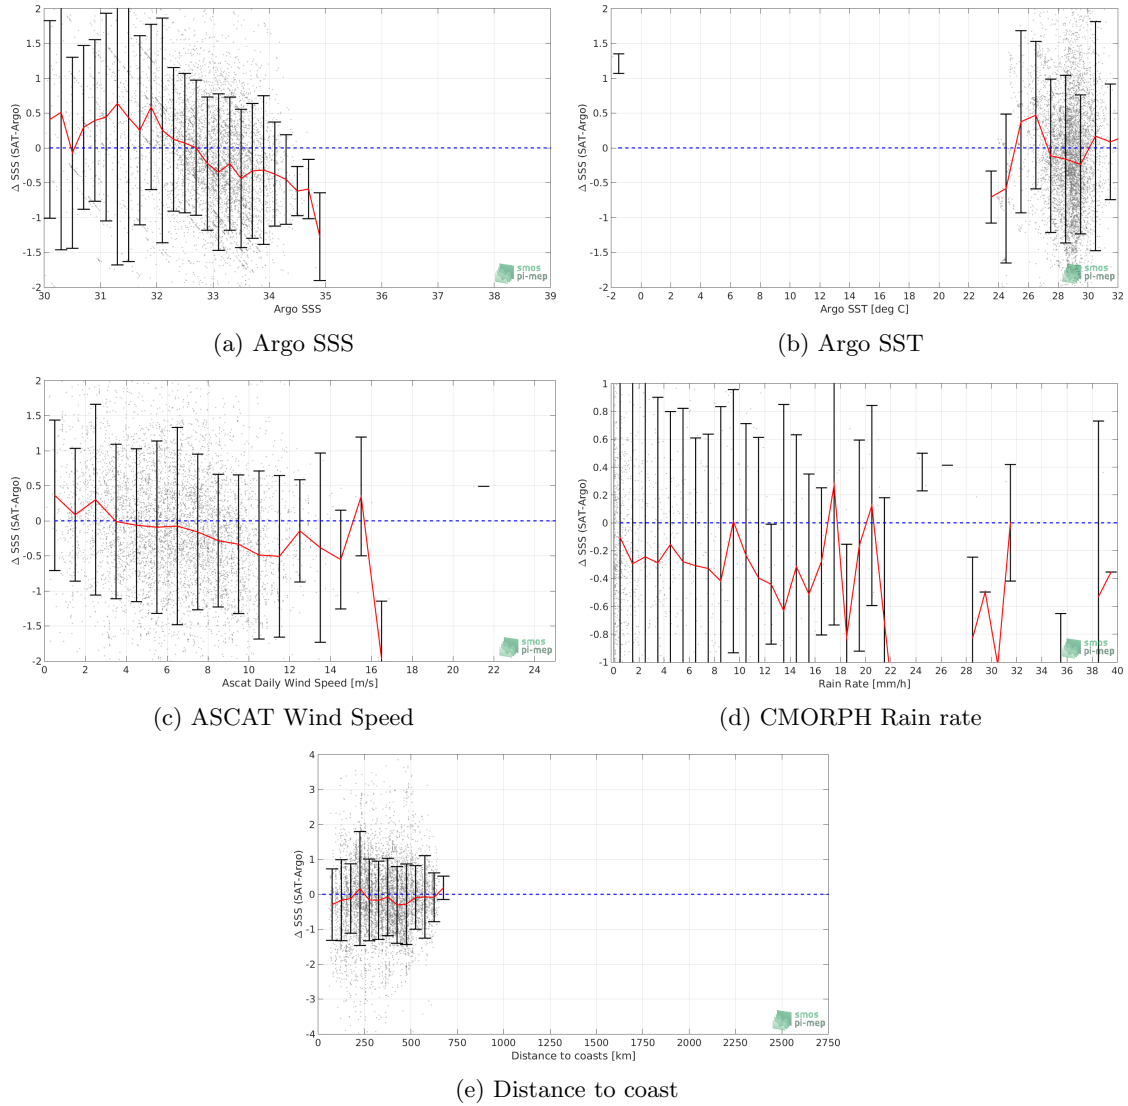 2
1.5
1
0.5
0
-0.5
-1
-1.5
-2
Δ SSS (SAT-Argo)
30 31 32 33 34 35 36 37 38 39
Argo SSS
smos
pi-mep
(a) Argo SSS
2
1.5
1
0.5
0
-0.5
-1
-1.5
-2
Δ SSS (SAT-Argo)
-2 0 2 4 6 8 10 12 14 16 18 20 22 24 26 28 30 32
Argo SST [deg C]
smos
pi-mep
(b) Argo SST
2
1.5
1
0.5
0
-0.5
-1
-1.5
-2
Δ SSS (SAT-Argo)
0 2 4 6 8 10 12 14 16 18 20 22 24
Ascat Daily Wind Speed [m/s]
smos
pi-mep
(c) ASCAT Wind Speed
1
0.8
0.6
0.4
0.2
0
-0.2
-0.4
-0.6
-0.8
-1
Δ SSS (SAT-Argo)
0 2 4 6 8 10 12 14 16 18 20 22 24 26 28 30 32 34 36 38 40
Rain Rate [mm/h]
smos
pi-mep
(d) CMORPH Rain rate
4
3
2
1
0
-1
-2
-3
-4
Δ SSS (SAT-Argo)
0 250 500 750 1000 1250 1500 1750 2000 2250 2500 2750
Distance to coasts [km]
smos
pi-mep
(e) Distance to coast